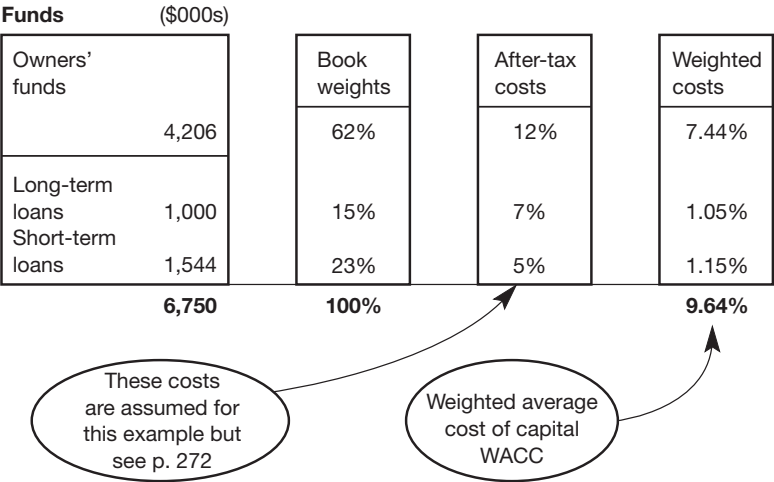 Funds ($000s)
Owners’ funds
Book weights
After-tax costs
Weighted costs
4,206 62% 12% 7.44%
Long-term
loans 1,000 15% 7% 1.05%
Short-term
loans 1,544 23% 5% 1.15%
6,750 100% 9.64%
These costs
are assumed for
this example but
see p. 272
Weighted average
cost of capital
WACC